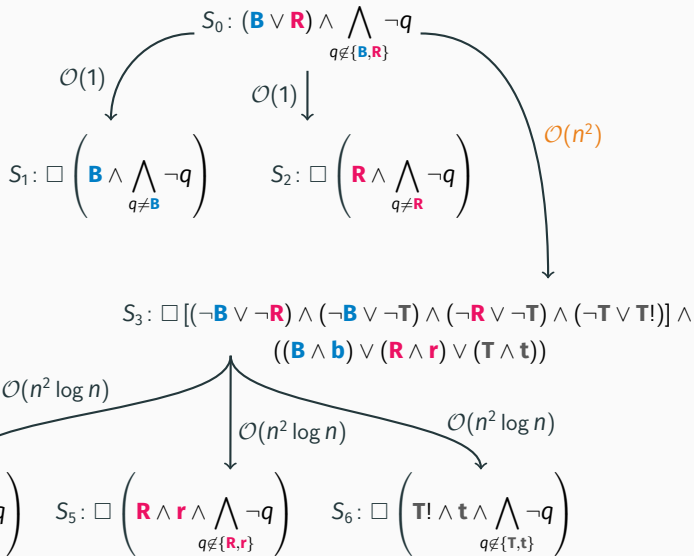 S₀: (B ∨ R) ∧ ⋀_{q∉{B,R}} ¬q
𝒪(1)
𝒪(1)
𝒪(n²)
S₁: □ (B ∧ ⋀_{q≠B} ¬q)
S₂: □ (R ∧ ⋀_{q≠R} ¬q)
S₃: □ [(¬B ∨ ¬R) ∧ (¬B ∨ ¬T) ∧ (¬R ∨ ¬T) ∧ (¬T ∨ T!)] ∧
((B ∧ b) ∨ (R ∧ r) ∨ (T ∧ t))
𝒪(n² log n)
𝒪(n² log n)
𝒪(n² log n)
q)
S₅: □ (R ∧ r ∧ ⋀_{q∉{R,r}} ¬q)
S₆: □ (T! ∧ t ∧ ⋀_{q∉{T,t}} ¬q)